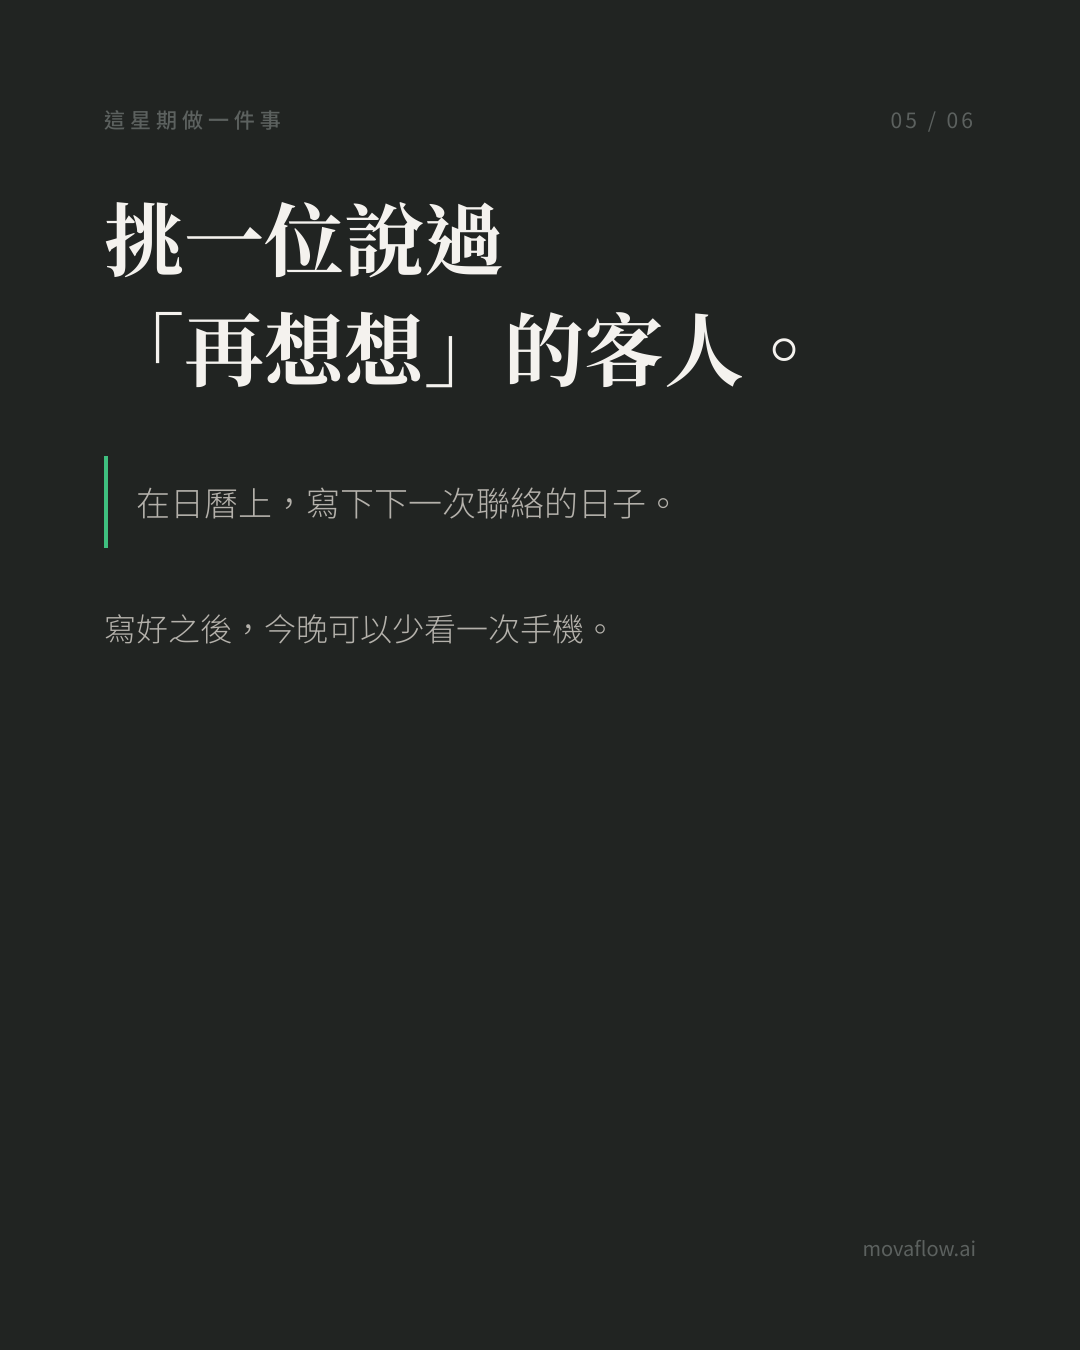 這星期做一件事
05 / 06
挑一位說過
「再想想」的客人。
在日曆上，寫下下一次聯絡的日子。
寫好之後，今晚可以少看一次手機。
movaflow.ai